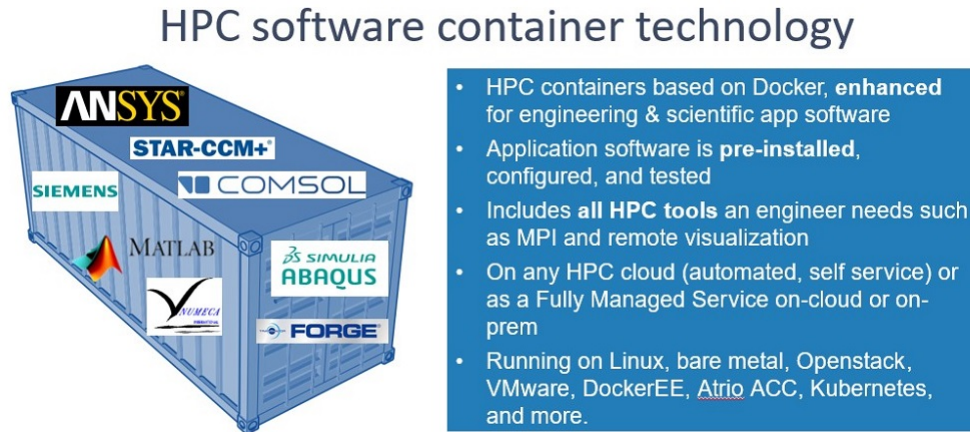 HPC software container technology
ANSYS
STAR-CCM+
SIEMENS
COMSOL
MATLAB
SIMULIA
ABAQUS
NUMECA
FORGE
• HPC containers based on Docker, enhanced
for engineering & scientific app software
• Application software is pre-installed,
configured, and tested
• Includes all HPC tools an engineer needs such
as MPI and remote visualization
• On any HPC cloud (automated, self service) or
as a Fully Managed Service on-cloud or on-
prem
• Running on Linux, bare metal, Openstack,
VMware, DockerEE, Atrio ACC, Kubernetes,
and more.